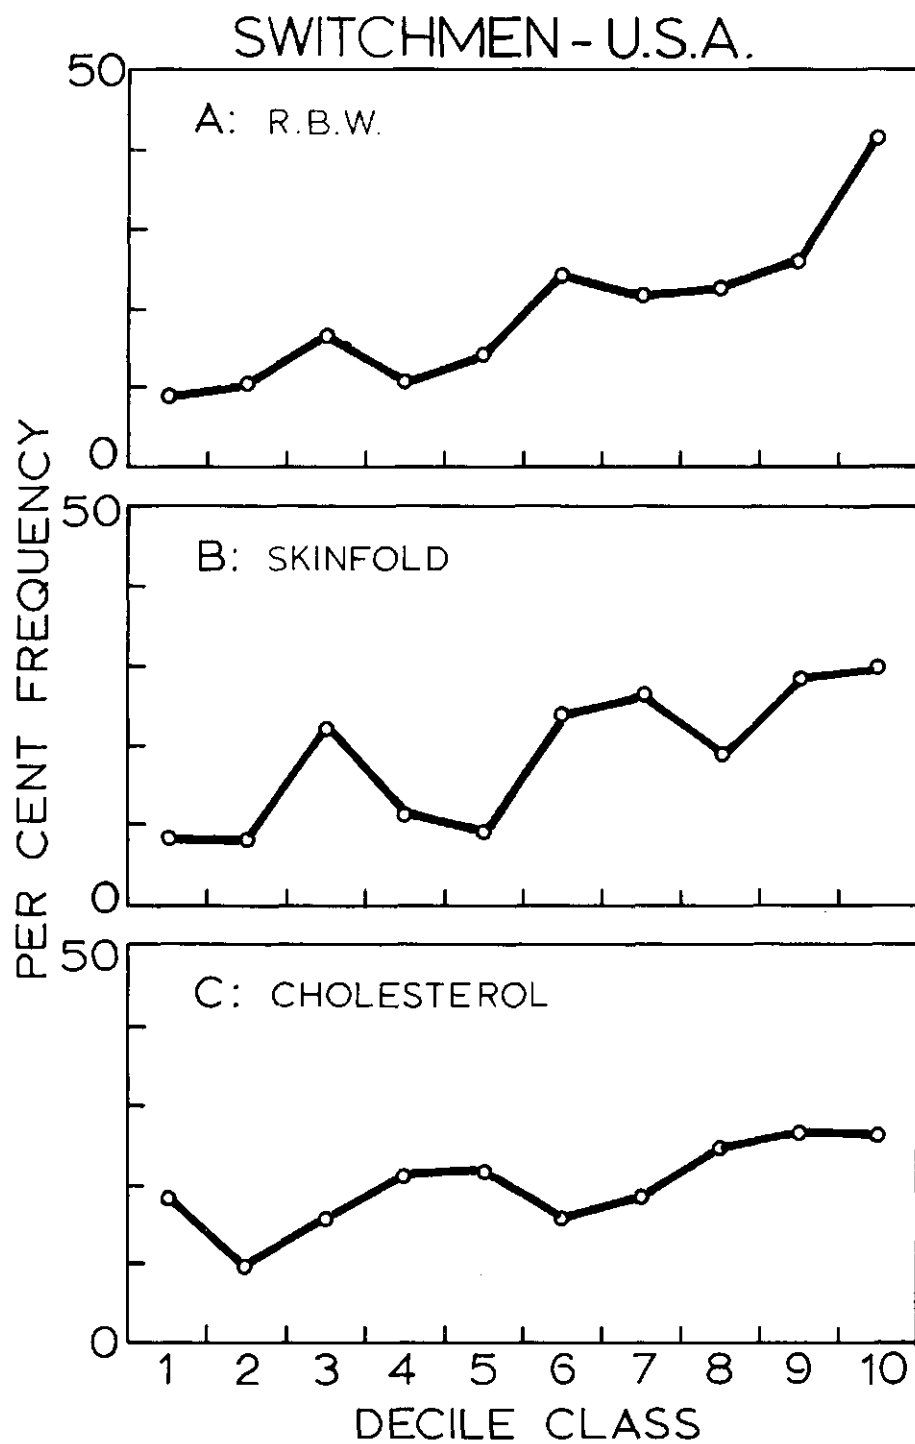 SWITCHMEN - U.S.A.
50
A: R.B.W.
0
50
B: SKINFOLD
0
50
C: CHOLESTEROL
0
PER CENT FREQUENCY
1 2 3 4 5 6 7 8 9 10
DECILE CLASS